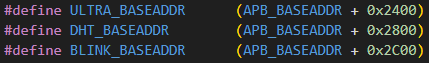 #define ULTRA_BASEADDR (APB_BASEADDR + 0x2400)
#define DHT_BASEADDR (APB_BASEADDR + 0x2800)
#define BLINK_BASEADDR (APB_BASEADDR + 0x2C00)